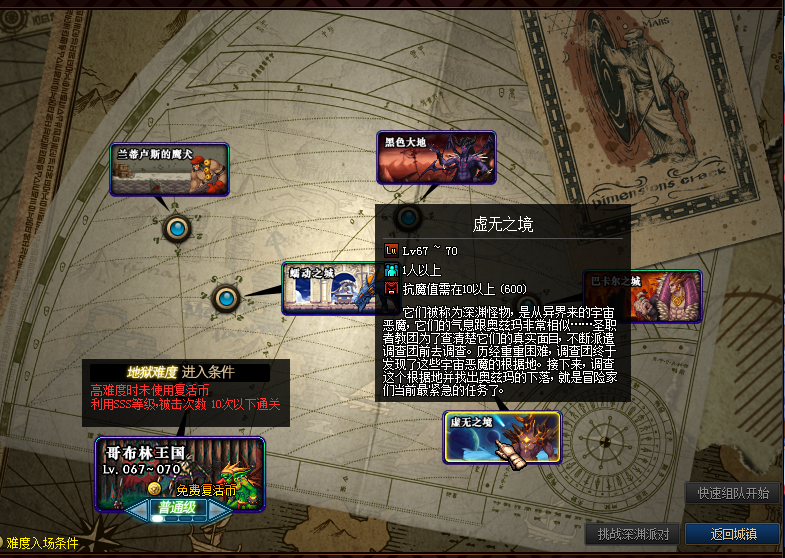 MARS
Dimensions Crack
兰蒂卢斯的鹰犬
黑色大地
虚无之境
Lv Lv67 ~ 70
1人以上
抗魔值需在10以上 (600)
它们被称为深渊怪物, 是从异界来的宇宙
恶魔, 它们的气息跟奥兹玛非常相似……圣职
者教团为了查清楚它们的真实面目, 不断派遣
调查团前去调查。历经重重困难, 调查团终于
发现了这些宇宙恶魔的根据地。接下来, 调查
这个根据地并找出奥兹玛的下落, 就是冒险家
们当前最紧急的任务了。
蠕动之城
巴卡尔之城
地狱难度 进入条件
高难度时未使用复活币
利用SSS等级,被击次数 10次以下通关
虚无之境
哥布林王国
Lv. 067~070
免费复活币
普通级
快速组队开始
挑战深渊派对
返回城镇
难度入场条件